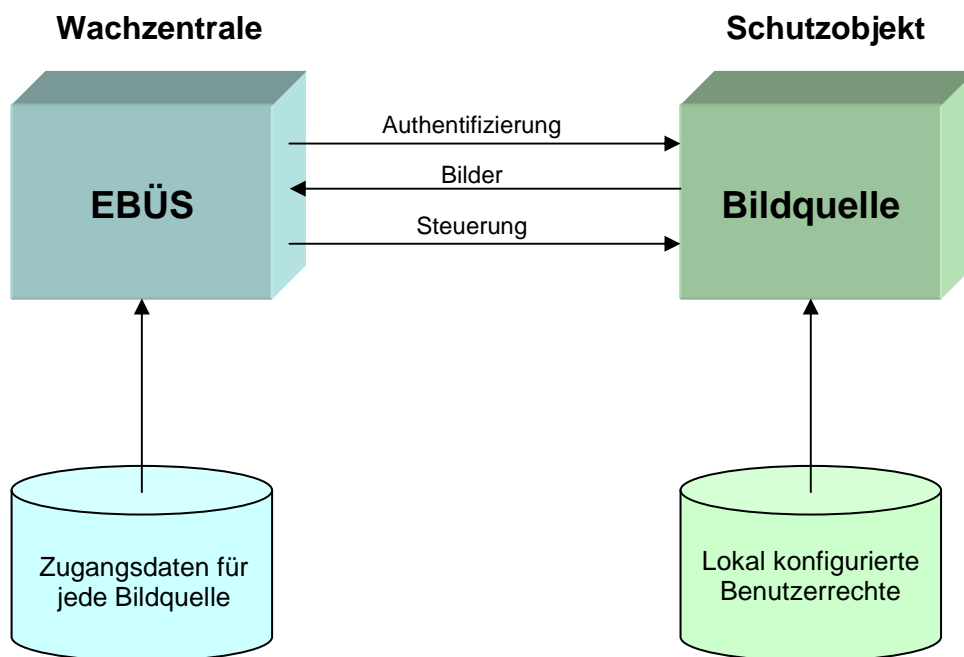 Wachzentrale
Schutzobjekt
Authentifizierung
Bilder
Steuerung
EBÜS
Bildquelle
Zugangsdaten für
jede Bildquelle
Lokal konfigurierte
Benutzerrechte